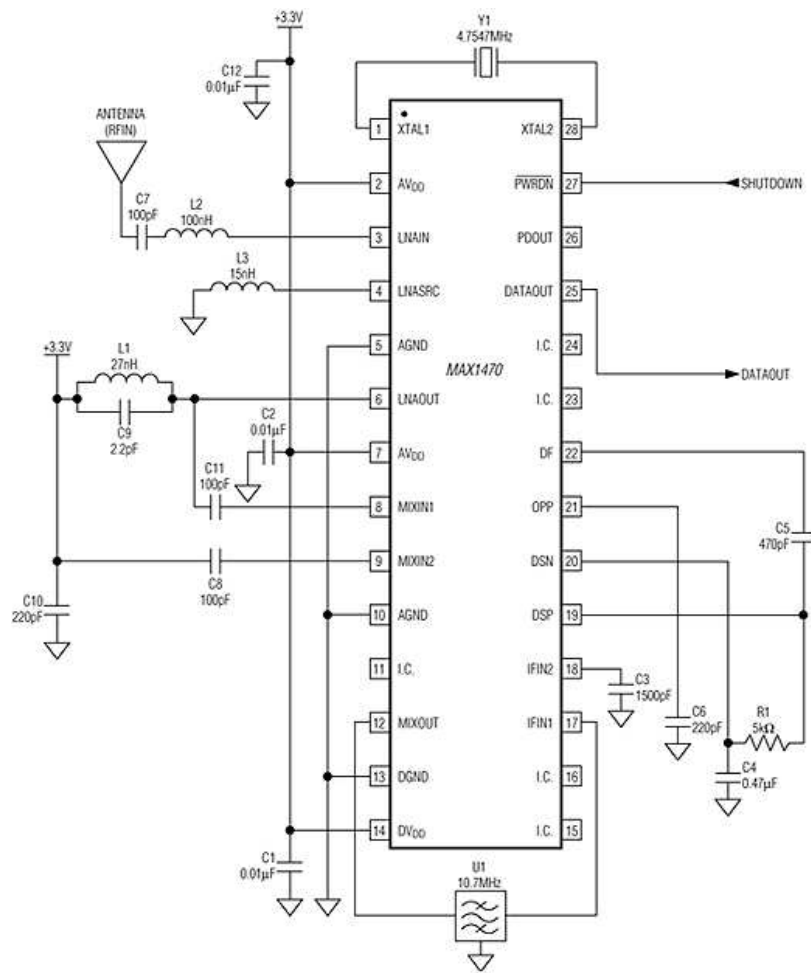 +3.3V
Y1
4.7547MHz
C12
0.01µF
ANTENNA
(RFIN)
1 XTAL1
XTAL2 28
2 AVDD
PWRDN 27
SHUTDOWN
C7
100pF
L2
100nH
3 LNAIN
PDOUT 26
L3
15nH
4 LNASRC
DATAOUT 25
+3.3V
L1
27nH
5 AGND
I.C. 24
MAX1470
DATAOUT
6 LNAOUT
I.C. 23
C9
2.2pF
C2
0.01µF
7 AVDD
DF 22
C11
100pF
8 MIXIN1
OPP 21
C5
470pF
9 MIXIN2
DSN 20
C8
100pF
C10
220pF
10 AGND
DSP 19
11 I.C.
IFIN2 18
C3
1500pF
12 MIXOUT
IFIN1 17
C6
220pF
R1
5kΩ
13 DGND
I.C. 16
C4
0.47µF
14 DVDD
I.C. 15
C1
0.01µF
U1
10.7MHz